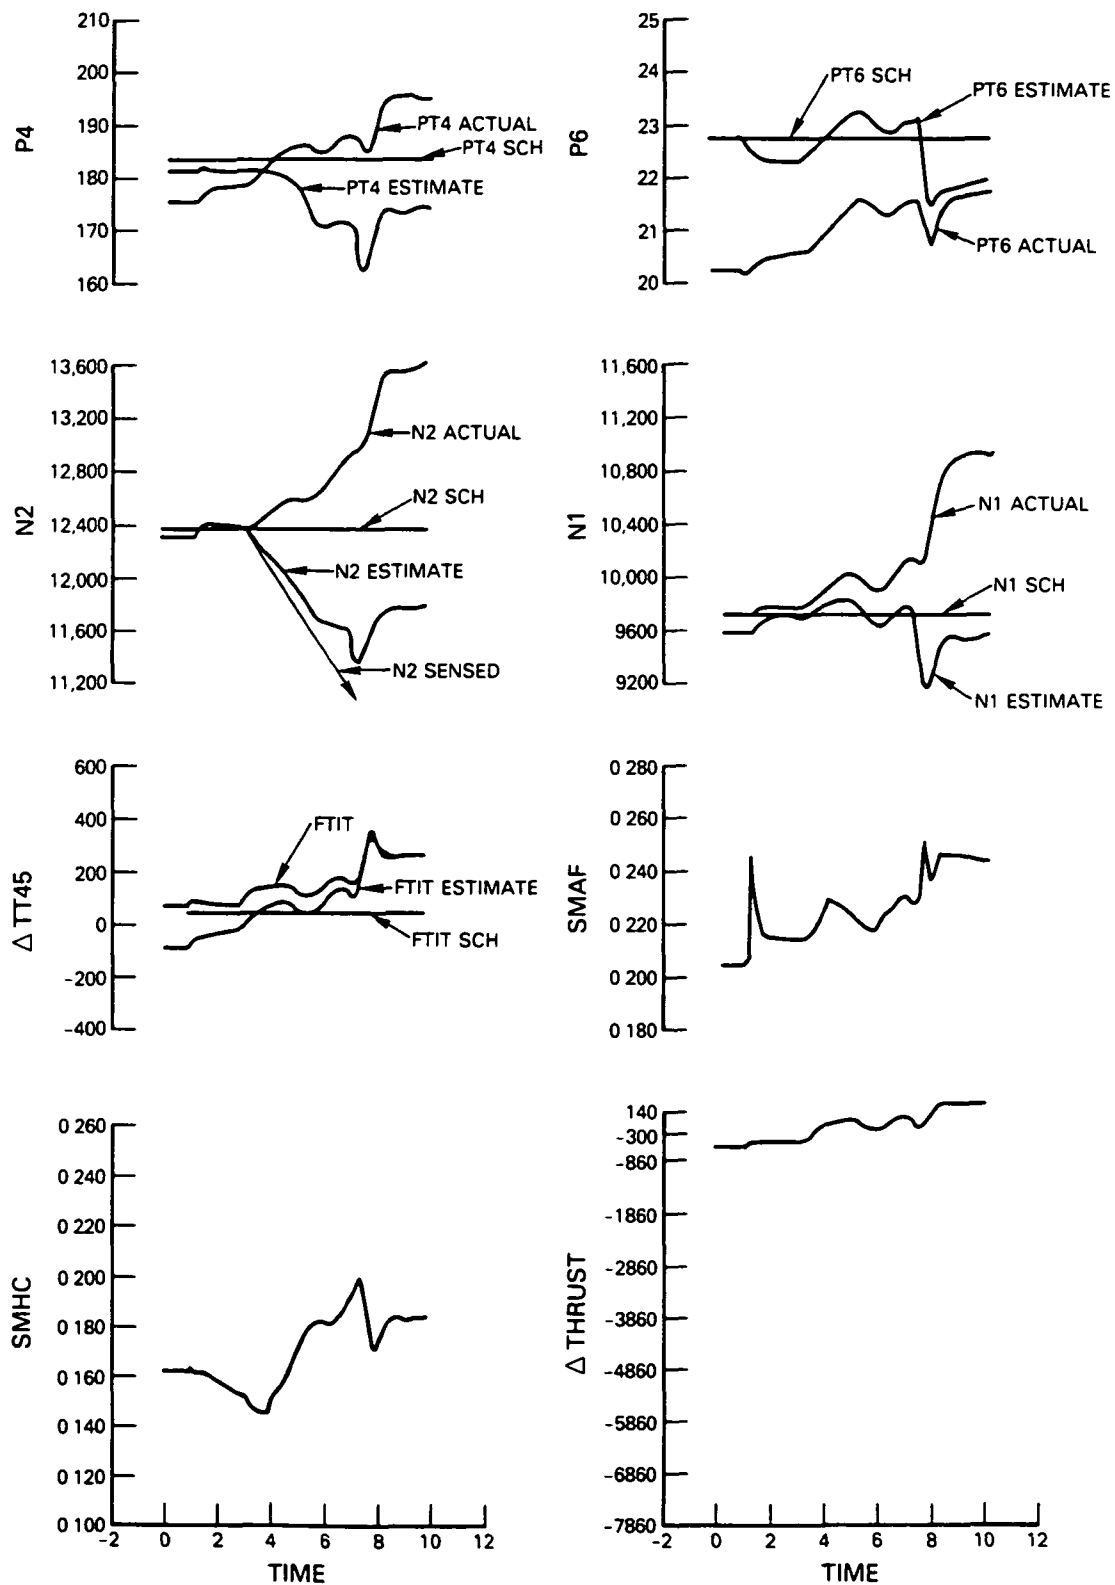 210
200
190
180
170
160
P4
PT4 ACTUAL
PT4 SCH
PT4 ESTIMATE
25
24
23
22
21
20
P6
PT6 SCH
PT6 ESTIMATE
PT6 ACTUAL
13,600
13,200
12,800
12,400
12,000
11,600
11,200
N2
N2 ACTUAL
N2 SCH
N2 ESTIMATE
N2 SENSED
11,600
11,200
10,800
10,400
10,000
9600
9200
N1
N1 ACTUAL
N1 SCH
N1 ESTIMATE
600
400
200
0
-200
-400
Δ TT45
FTIT
FTIT ESTIMATE
FTIT SCH
0 280
0 260
0 240
0 220
0 200
0 180
SMAF
0 260
0 240
0 220
0 200
0 180
0 160
0 140
0 120
0 100
SMHC
-2 0 2 4 6 8 10 12
TIME
140
-300
-860
-1860
-2860
-3860
-4860
-5860
-6860
-7860
Δ THRUST
-2 0 2 4 6 8 10 12
TIME